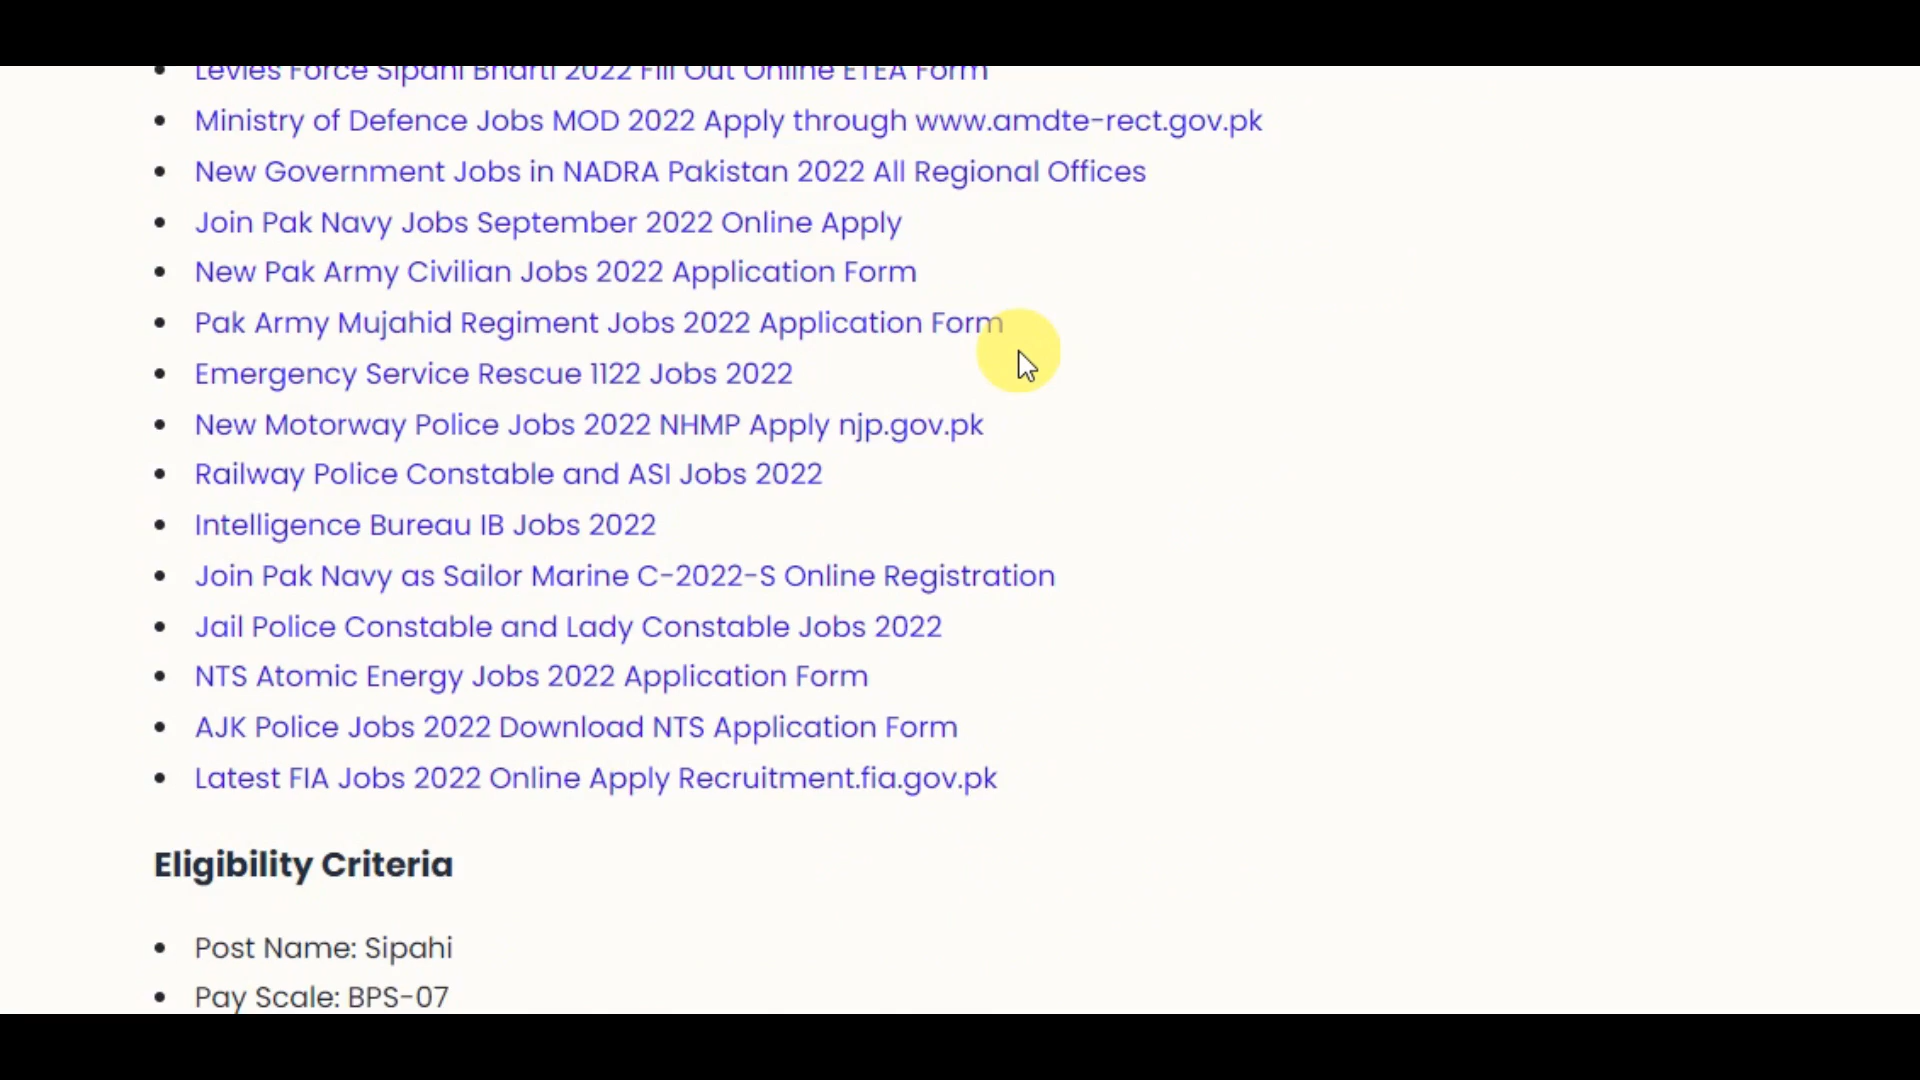 Levies Force Sipahi Bharti 2022 Fill Out Online ETEA Form
Ministry of Defence Jobs MOD 2022 Apply through www.amdte-rect.gov.pk
New Government Jobs in NADRA Pakistan 2022 All Regional Offices
Join Pak Navy Jobs September 2022 Online Apply
New Pak Army Civilian Jobs 2022 Application Form
Pak Army Mujahid Regiment Jobs 2022 Application Form
Emergency Service Rescue 1122 Jobs 2022
New Motorway Police Jobs 2022 NHMP Apply njp.gov.pk
Railway Police Constable and ASI Jobs 2022
Intelligence Bureau IB Jobs 2022
Join Pak Navy as Sailor Marine C-2022-S Online Registration
Jail Police Constable and Lady Constable Jobs 2022
NTS Atomic Energy Jobs 2022 Application Form
AJK Police Jobs 2022 Download NTS Application Form
Latest FIA Jobs 2022 Online Apply Recruitment.fia.gov.pk
Eligibility Criteria
Post Name: Sipahi
Pay Scale: BPS-07